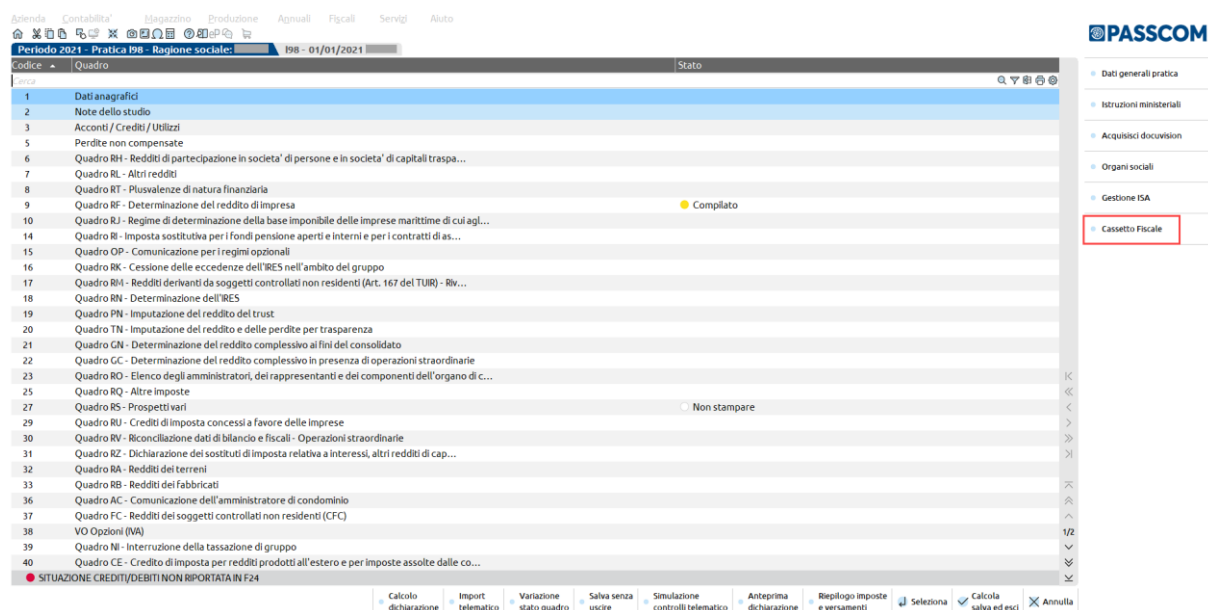 Azienda Contabilita' Magazzino Produzione Annuali Fiscali Servizi Aiuto
PASSCOM
Periodo 2021 - Pratica I98 - Ragione sociale: I98 - 01/01/2021
Codice Quadro Stato
Cerca
1 Dati anagrafici
2 Note dello studio
3 Acconti / Crediti / Utilizzi
5 Perdite non compensate
6 Quadro RH - Redditi di partecipazione in societa' di persone e in societa' di capitali traspa...
7 Quadro RL - Altri redditi
8 Quadro RT - Plusvalenze di natura finanziaria
9 Quadro RF - Determinazione del reddito di impresa Compilato
10 Quadro RJ - Regime di determinazione della base imponibile delle imprese marittime di cui agl...
14 Quadro RI - Imposta sostitutiva per i fondi pensione aperti e interni e per i contratti di as...
15 Quadro OP - Comunicazione per i regimi opzionali
16 Quadro RK - Cessione delle eccedenze dell'IRES nell'ambito del gruppo
17 Quadro RM - Redditi derivanti da soggetti controllati non residenti (Art. 167 del TUIR) - Riv...
18 Quadro RN - Determinazione dell'IRES
19 Quadro PN - Imputazione del reddito del trust
20 Quadro TN - Imputazione del reddito e delle perdite per trasparenza
21 Quadro GN - Determinazione del reddito complessivo ai fini del consolidato
22 Quadro GC - Determinazione del reddito complessivo in presenza di operazioni straordinarie
23 Quadro RO - Elenco degli amministratori, dei rappresentanti e dei componenti dell'organo di c...
25 Quadro RQ - Altre imposte
27 Quadro RS - Prospetti vari Non stampare
29 Quadro RU - Crediti di imposta concessi a favore delle imprese
30 Quadro RV - Riconciliazione dati di bilancio e fiscali - Operazioni straordinarie
31 Quadro RZ - Dichiarazione dei sostituti di imposta relativa a interessi, altri redditi di cap...
32 Quadro RA - Redditi dei terreni
33 Quadro RB - Redditi dei fabbricati
36 Quadro AC - Comunicazione dell'amministratore di condominio
37 Quadro FC - Redditi dei soggetti controllati non residenti (CFC)
38 VO Opzioni (IVA) 1/2
39 Quadro NI - Interruzione della tassazione di gruppo
40 Quadro CE - Credito di imposta per redditi prodotti all'estero e per imposte assolte dalle co...
SITUAZIONE CREDITI/DEBITI NON RIPORTATA IN F24
Dati generali pratica
Istruzioni ministeriali
Acquisisci docuvision
Organi sociali
Gestione ISA
Cassetto Fiscale
Calcolo Import Variazione Salva senza Simulazione Anteprima Riepilogo imposte Seleziona Calcola Annulla
dichiarazione telematico stato quadro uscire controlli telematico dichiarazione e versamenti salva ed esci